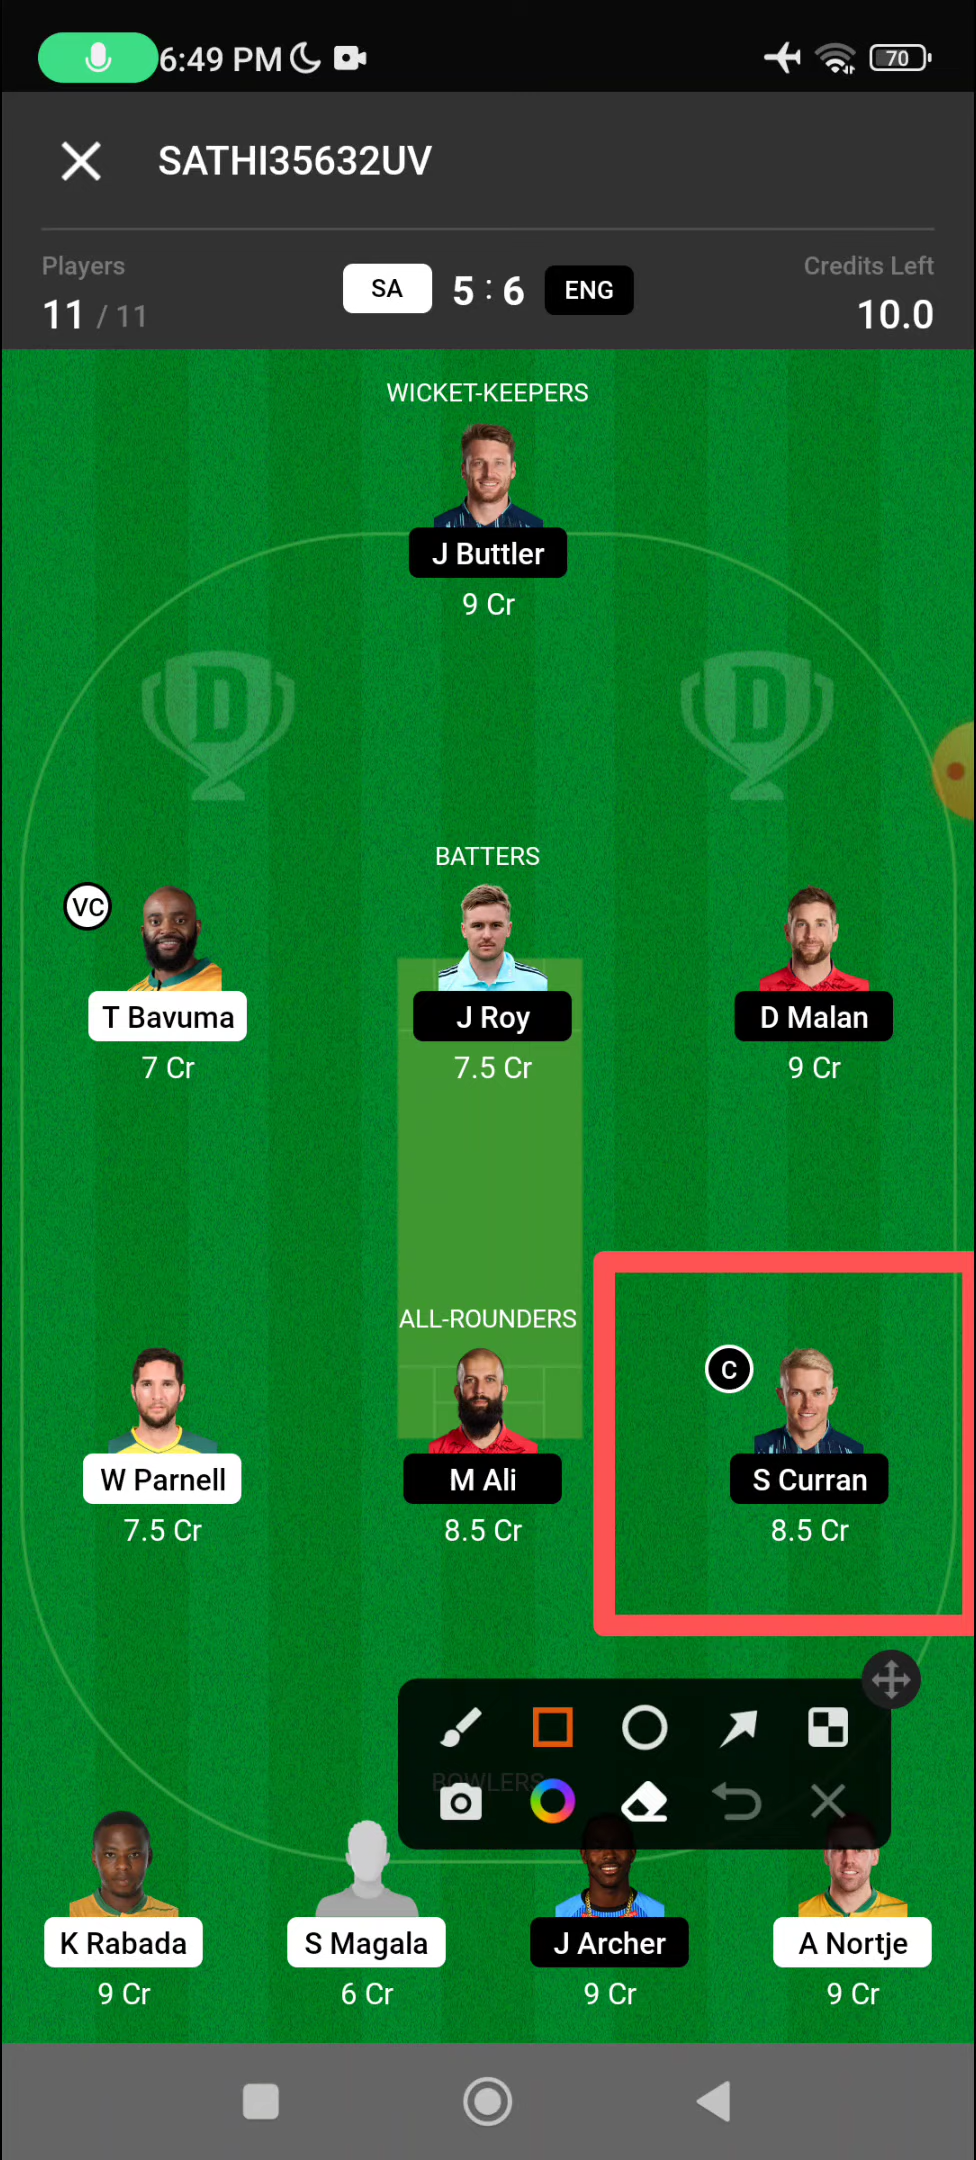 6:49 PM
70
SATHI35632UV
Players
11 / 11
SA 5 : 6 ENG
Credits Left
10.0
WICKET-KEEPERS
J Buttler
9 Cr
D D
BATTERS
VC
T Bavuma
7 Cr
J Roy
7.5 Cr
D Malan
9 Cr
ALL-ROUNDERS
W Parnell
7.5 Cr
M Ali
8.5 Cr
C
S Curran
8.5 Cr
BOWLERS
K Rabada
9 Cr
S Magala
6 Cr
J Archer
9 Cr
A Nortje
9 Cr